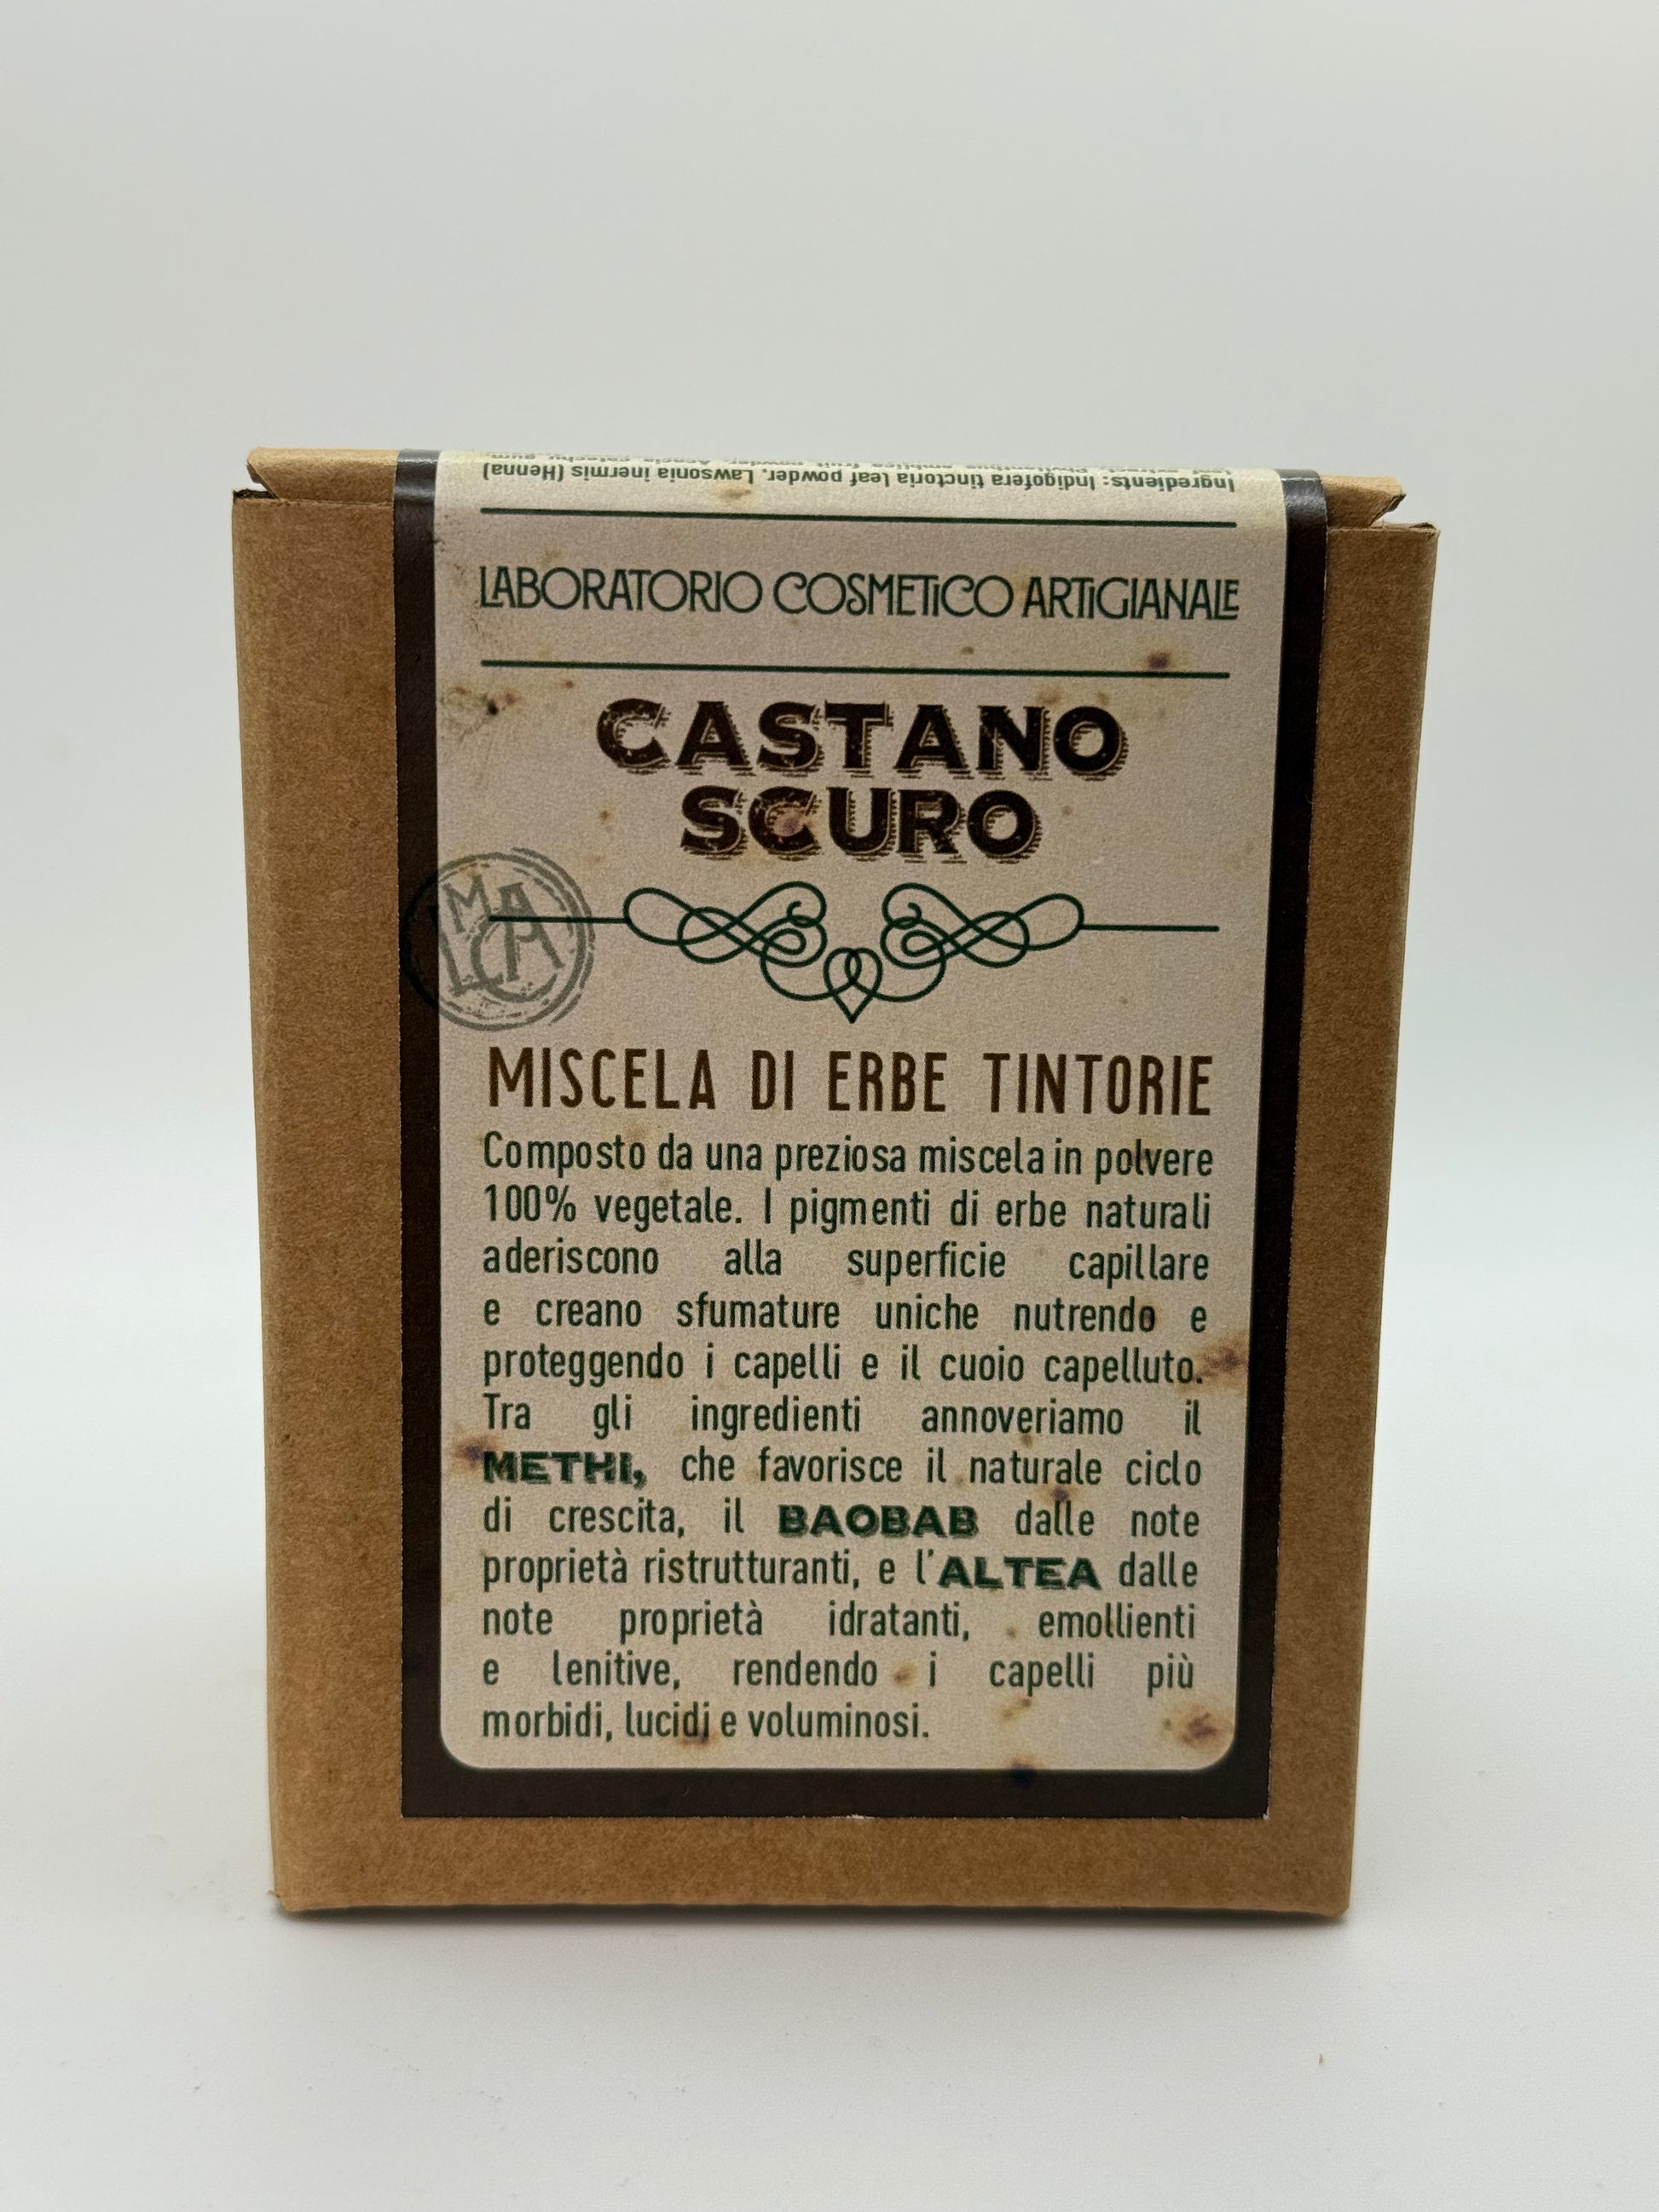 Ingredients: Indigofera tinctoria leaf powder, Lawsonia inermis (Henna)
LABORATORIO COSMETICO ARTIGIANALE
CASTANO
SCURO
MISCELA DI ERBE TINTORIE
Composto da una preziosa miscela in polvere
100% vegetale. I pigmenti di erbe naturali
aderiscono alla superficie capillare
e creano sfumature uniche nutrendo e
proteggendo i capelli e il cuoio capelluto.
Tra gli ingredienti annoveriamo il
METHI, che favorisce il naturale ciclo
di crescita, il BAOBAB dalle note
proprietà ristrutturanti, e l'ALTEA dalle
note proprietà idratanti, emollienti
e lenitive, rendendo i capelli più
morbidi, lucidi e voluminosi.